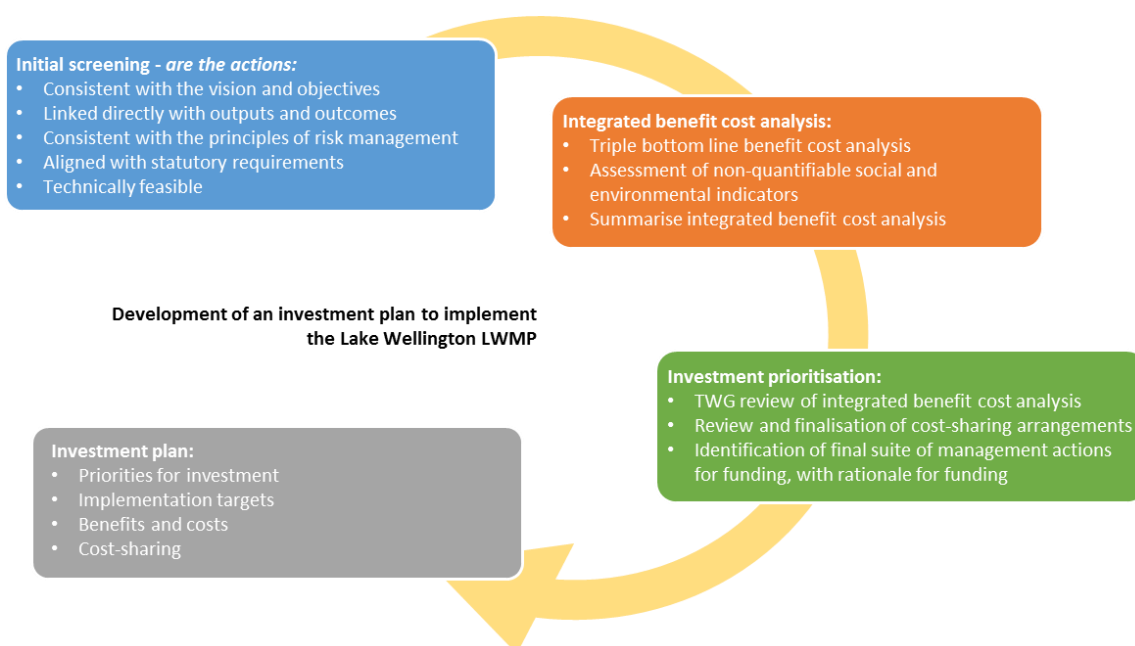 Initial screening - are the actions:
• Consistent with the vision and objectives
• Linked directly with outputs and outcomes
• Consistent with the principles of risk management
• Aligned with statutory requirements
• Technically feasible
Integrated benefit cost analysis:
• Triple bottom line benefit cost analysis
• Assessment of non-quantifiable social and
environmental indicators
• Summarise integrated benefit cost analysis
Development of an investment plan to implement
the Lake Wellington LWMP
Investment prioritisation:
• TWG review of integrated benefit cost analysis
• Review and finalisation of cost-sharing arrangements
• Identification of final suite of management actions
for funding, with rationale for funding
Investment plan:
• Priorities for investment
• Implementation targets
• Benefits and costs
• Cost-sharing